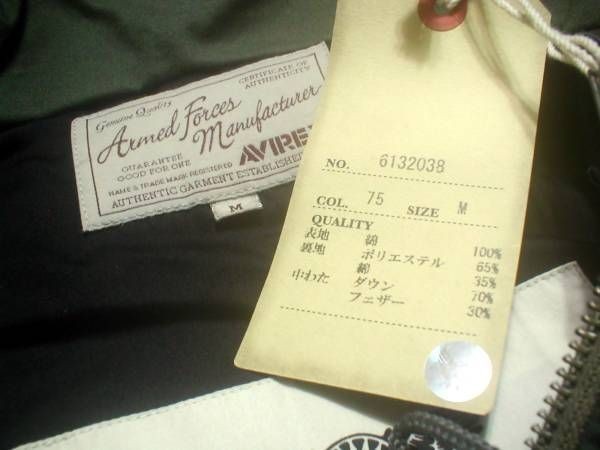 Genuine Quality
CERTIFICATE OF
AUTHENTICITY
Armed Forces
Manufacturer
GUARANTEE
GOOD FOR ONE
AVIREX
NAME & TRADE MARK REGISTERED
AUTHENTIC GARMENT ESTABLISHED
M
NO. 6132038
COL. 75 SIZE M
QUALITY
表地 綿 100%
裏地 ポリエステル 65%
綿 35%
中わた ダウン 70%
フェザー 30%